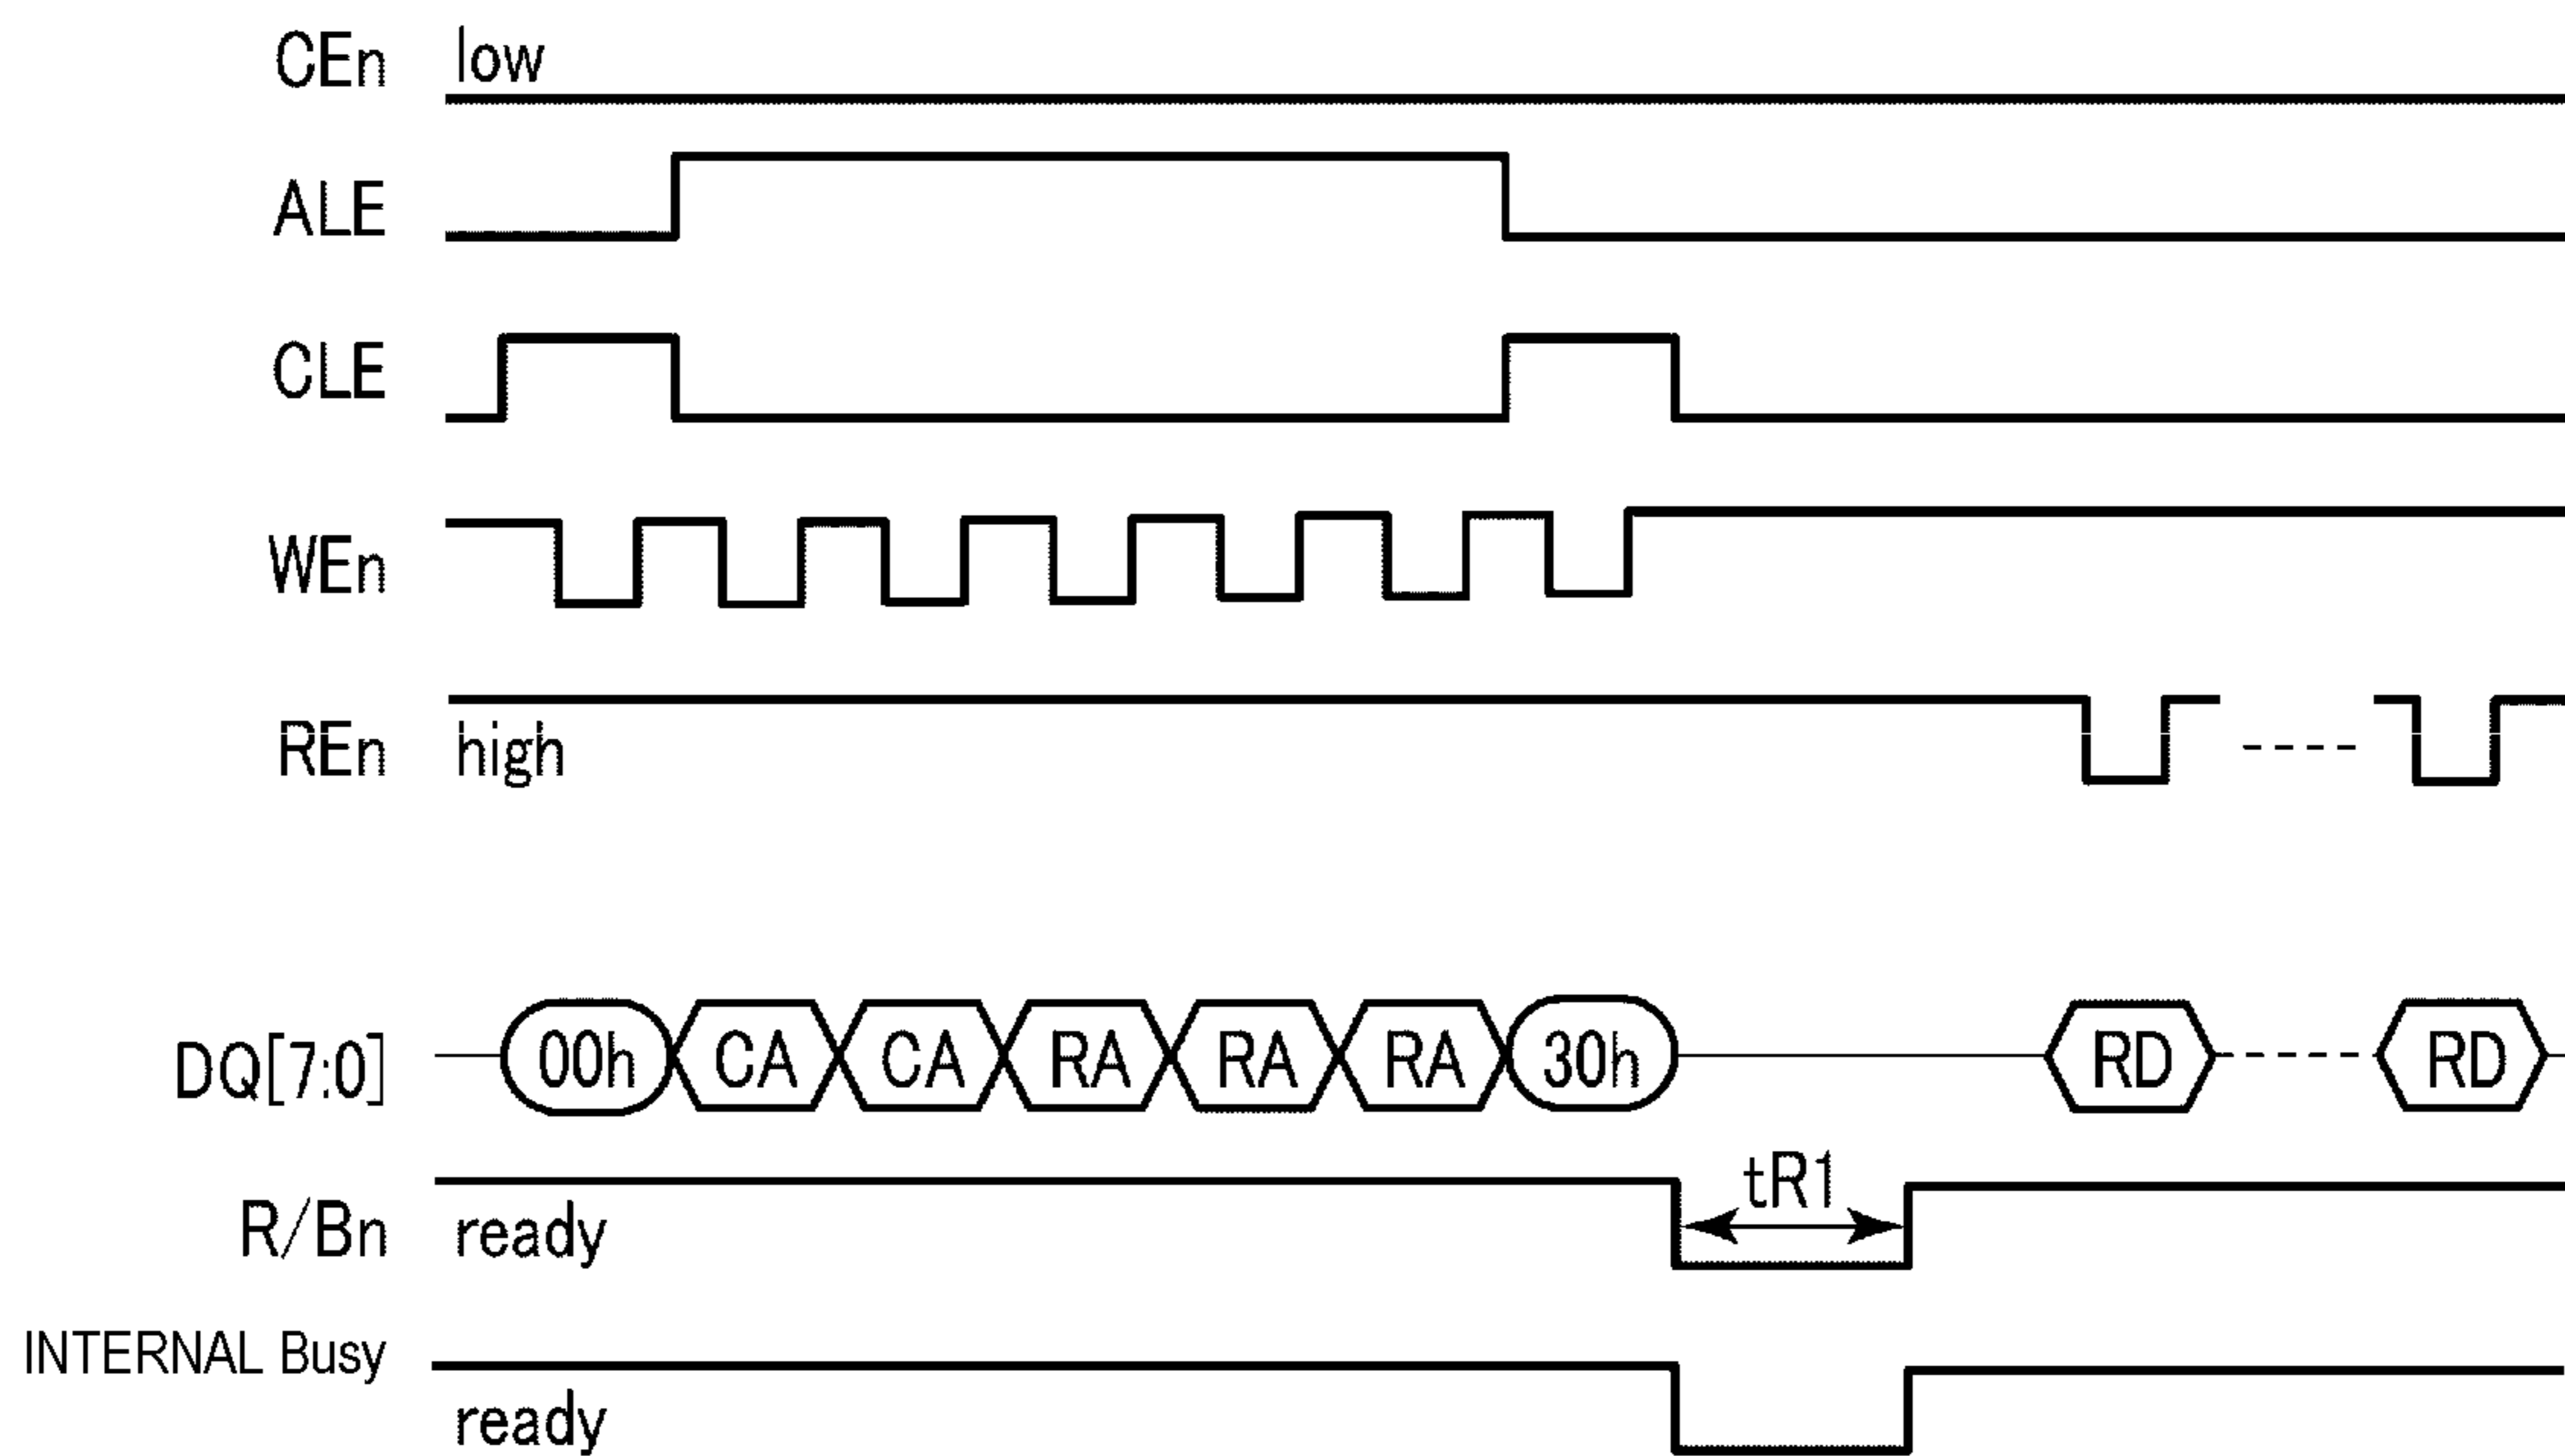 CEn low
ALE
CLE
WEn
REn high
DQ[7:0] 00h CA CA RA RA RA 30h RD RD
tR1
R/Bn ready
INTERNAL Busy
ready